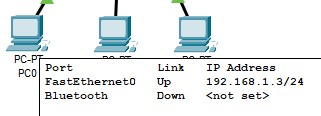 PC-PT
PC0
Port Link IP Address
FastEthernet0 Up 192.168.1.3/24
Bluetooth Down <not set>